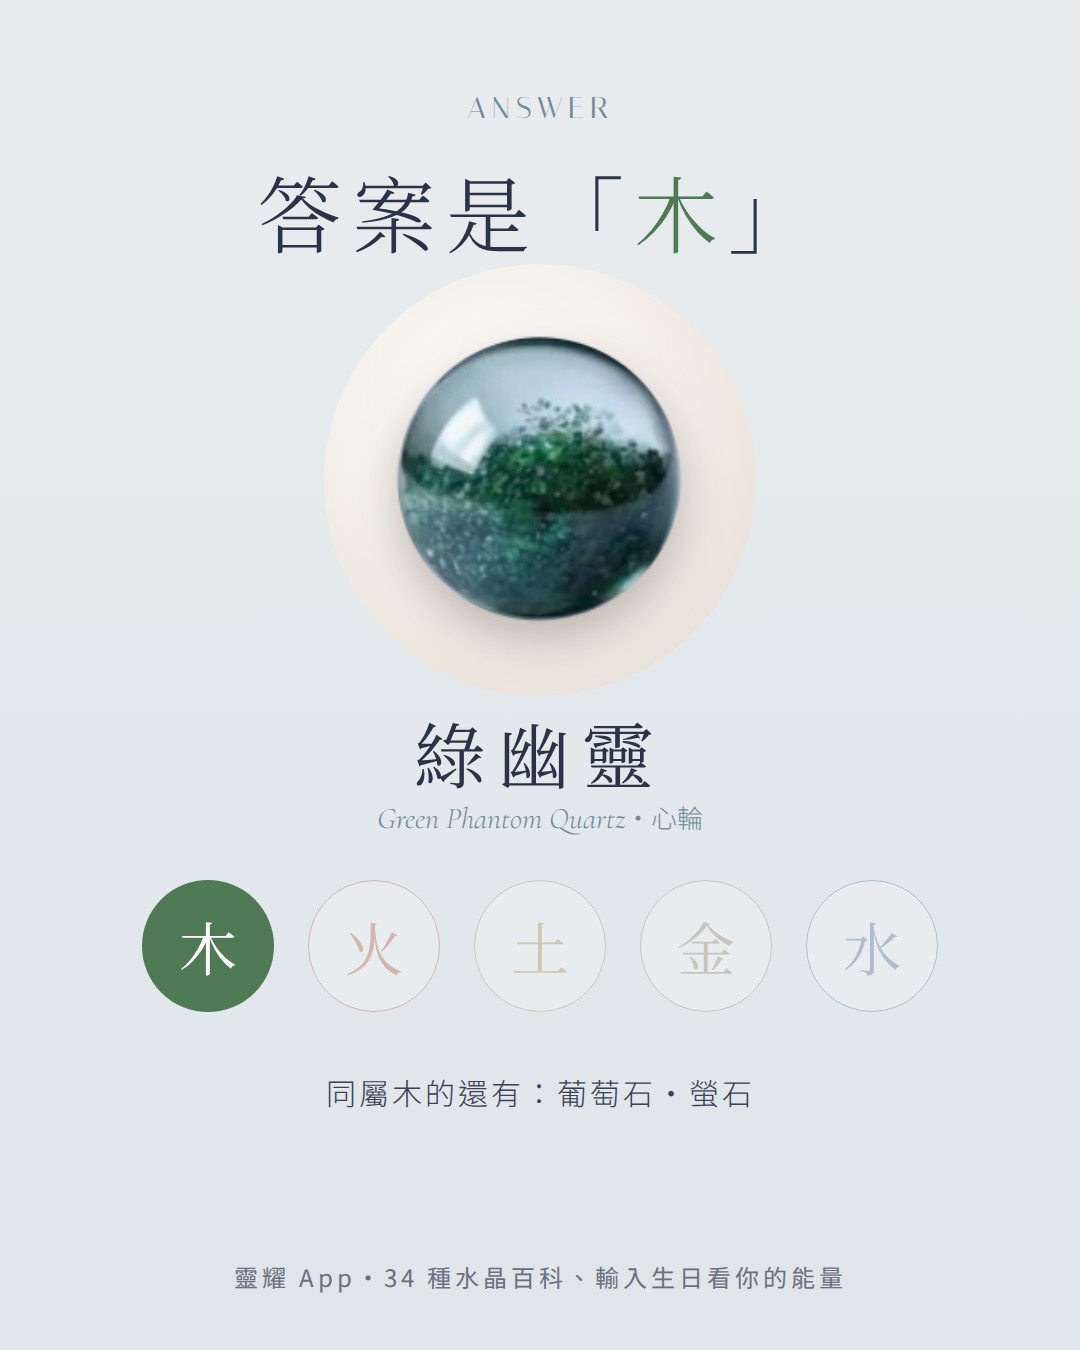 ANSWER
答案是「木」
綠幽靈
Green Phantom Quartz・心輪
木 火 土 金 水
同屬木的還有：葡萄石・螢石
靈耀 App・34 種水晶百科、輸入生日看你的能量